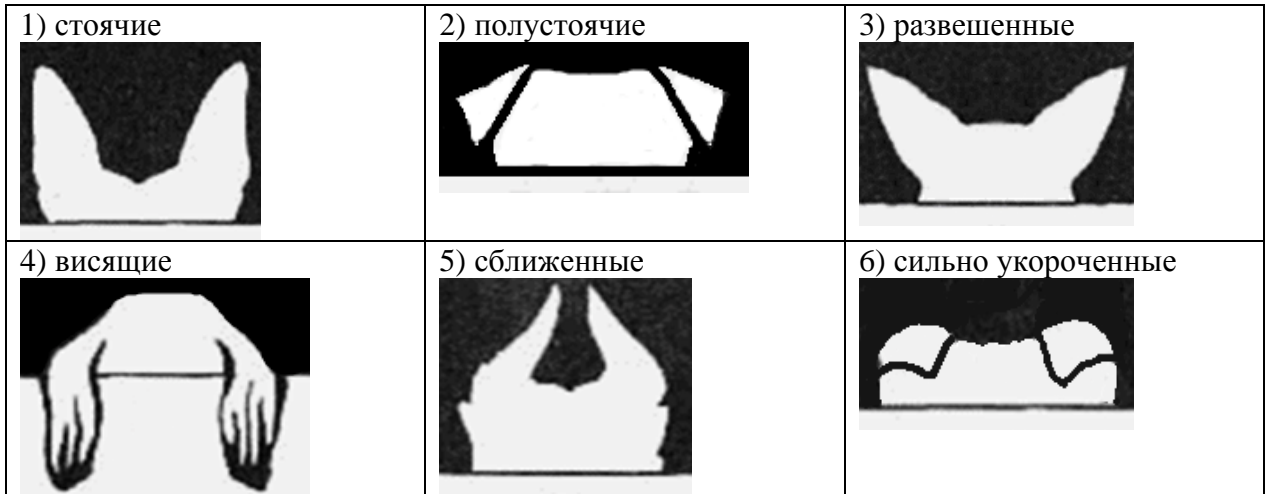 1) стоячие
2) полустоячие
3) развешенные
4) висящие
5) сближенные
6) сильно укороченные